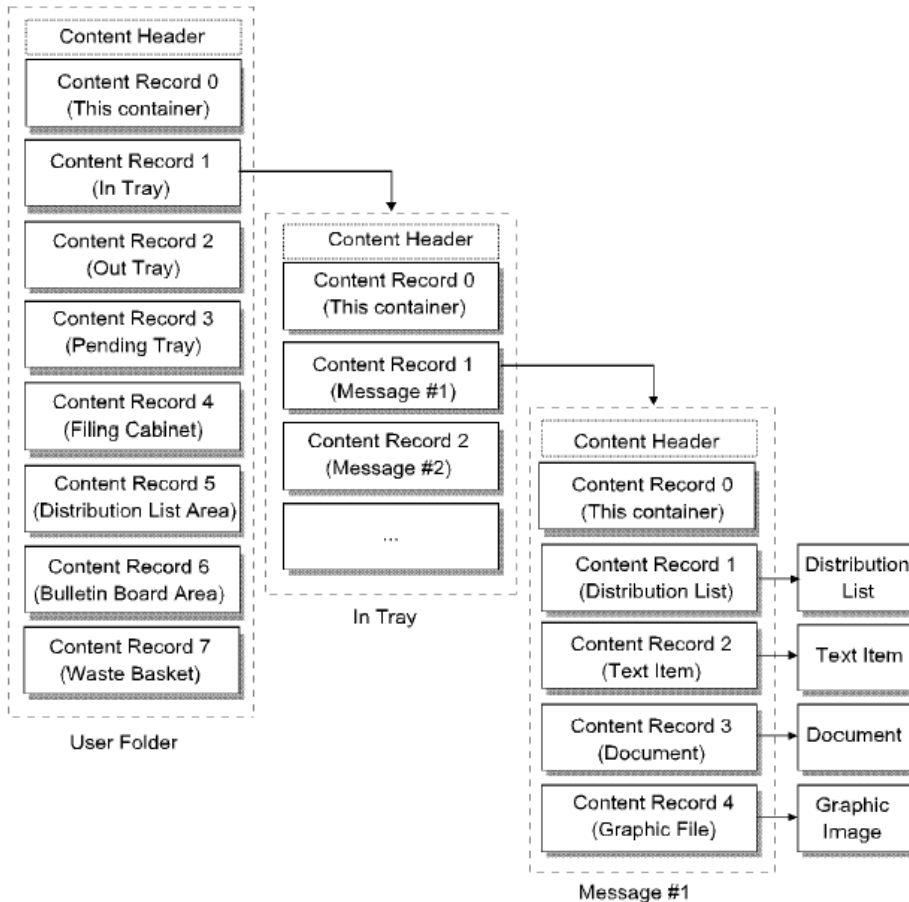 Content Header
Content Record 0
(This container)
Content Record 1
(In Tray)
Content Record 2
(Out Tray)
Content Record 3
(Pending Tray)
Content Record 4
(Filing Cabinet)
Content Record 5
(Distribution List Area)
Content Record 6
(Bulletin Board Area)
Content Record 7
(Waste Basket)
User Folder
Content Header
Content Record 0
(This container)
Content Record 1
(Message #1)
Content Record 2
(Message #2)
...
In Tray
Content Header
Content Record 0
(This container)
Content Record 1
(Distribution List)
Content Record 2
(Text Item)
Content Record 3
(Document)
Content Record 4
(Graphic File)
Message #1
Distribution
List
Text Item
Document
Graphic
Image